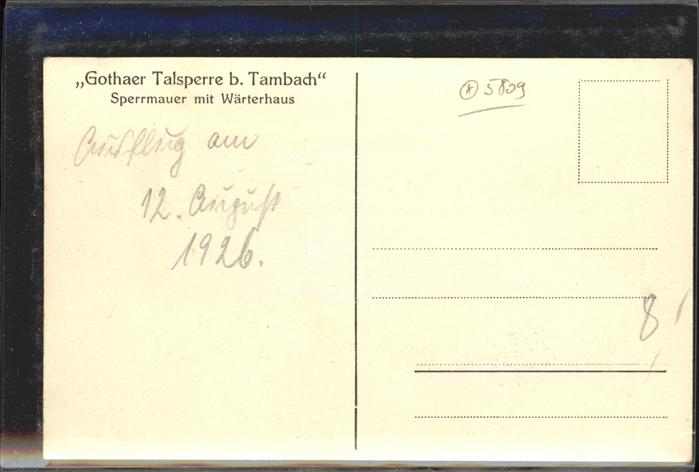 „Gothaer Talsperre b. Tambach“
Sperrmauer mit Wärterhaus
Ausflug am
12. August
1926.
5809
8